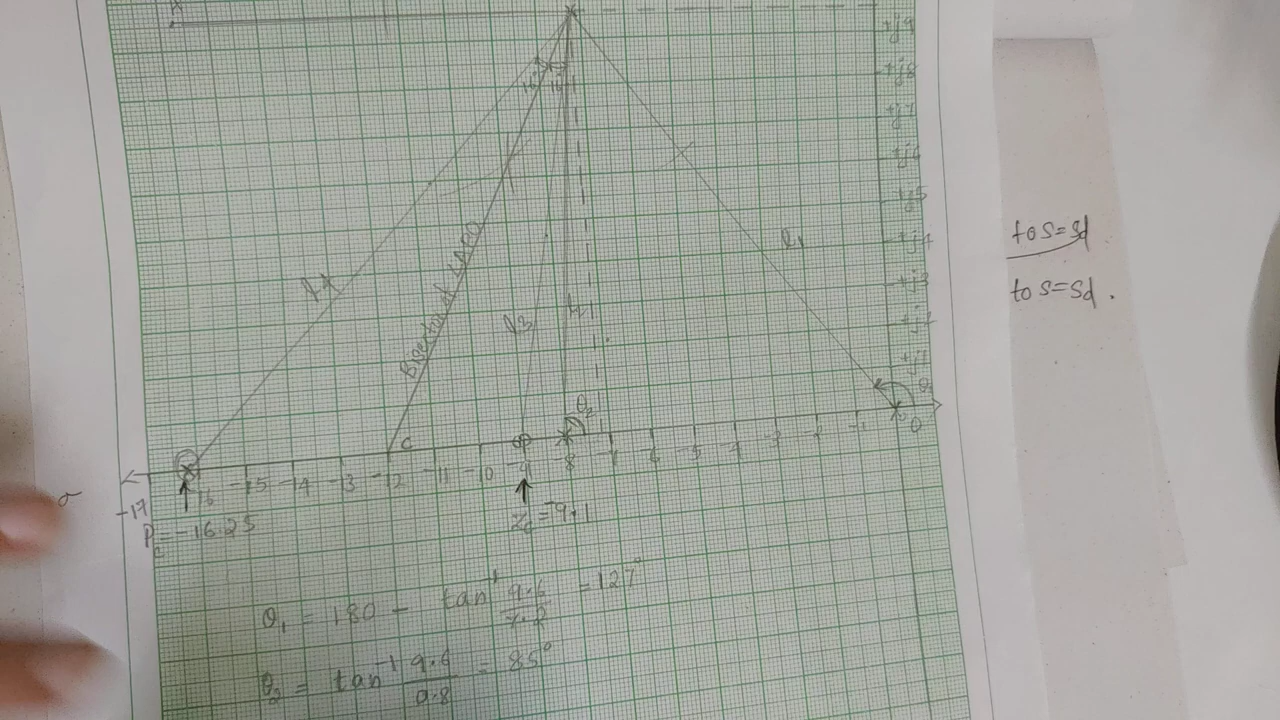 +j9
+j8
+j7
+j6
+j5
+j4
+j3
+j2
+j1
l4
l3
l1
Bisector of
C
θ2
0
-17 -16 -15 -14 -13 -12 -11 -10 -9 -8 -7 -6 -5 -4 -3 -2 -1
σ
Pc = -16.25
Zc = -9.1
θ1 = 180 - tan⁻¹ 9.6/7.2 = 127°
θ2 = tan⁻¹ 9.6/0.8 = 85°
to s=sd
to s=sd.